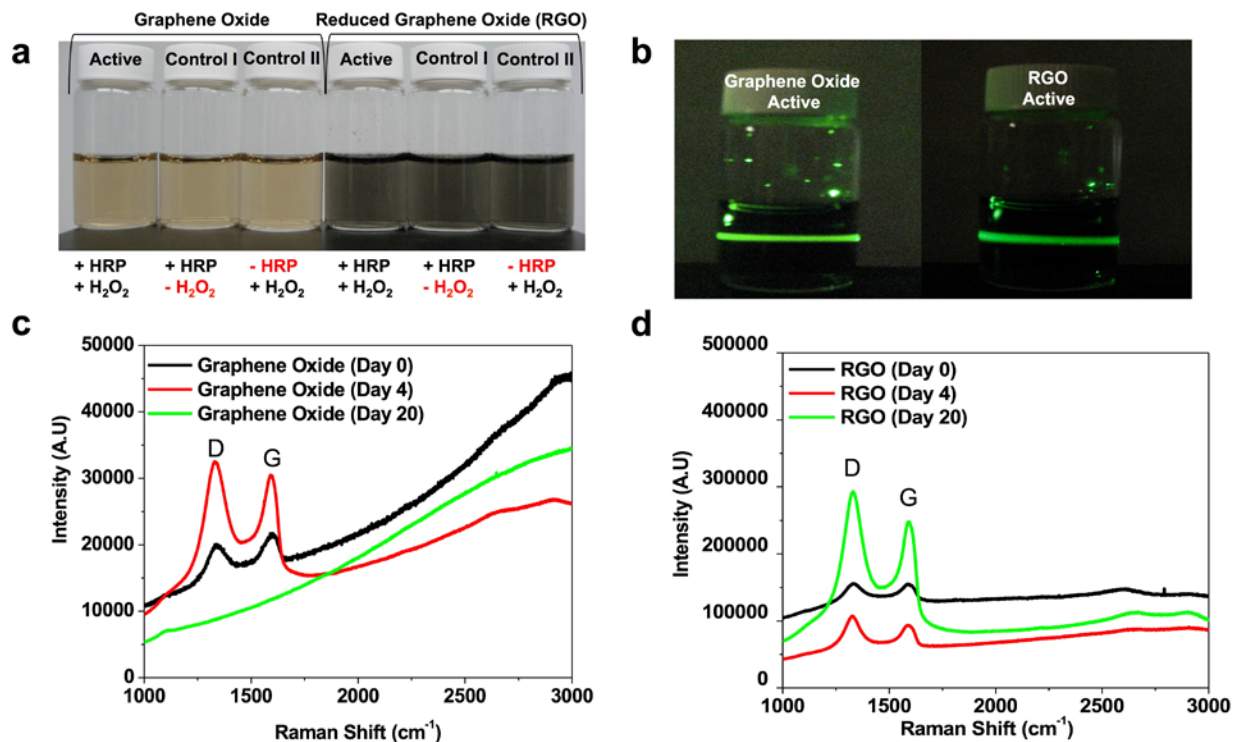 Graphene Oxide Reduced Graphene Oxide (RGO)
a
Active Control I Control II Active Control I Control II
+ HRP + HRP - HRP + HRP + HRP - HRP
+ H₂O₂ - H₂O₂ + H₂O₂ + H₂O₂ - H₂O₂ + H₂O₂
b
Graphene Oxide
Active
RGO
Active
c
50000
40000
30000
20000
10000
0
Intensity (A.U)
Graphene Oxide (Day 0)
Graphene Oxide (Day 4)
Graphene Oxide (Day 20)
D
G
1000 1500 2000 2500 3000
Raman Shift (cm⁻¹)
d
500000
400000
300000
200000
100000
0
Intensity (A.U)
RGO (Day 0)
RGO (Day 4)
RGO (Day 20)
D
G
1000 1500 2000 2500 3000
Raman Shift (cm⁻¹)